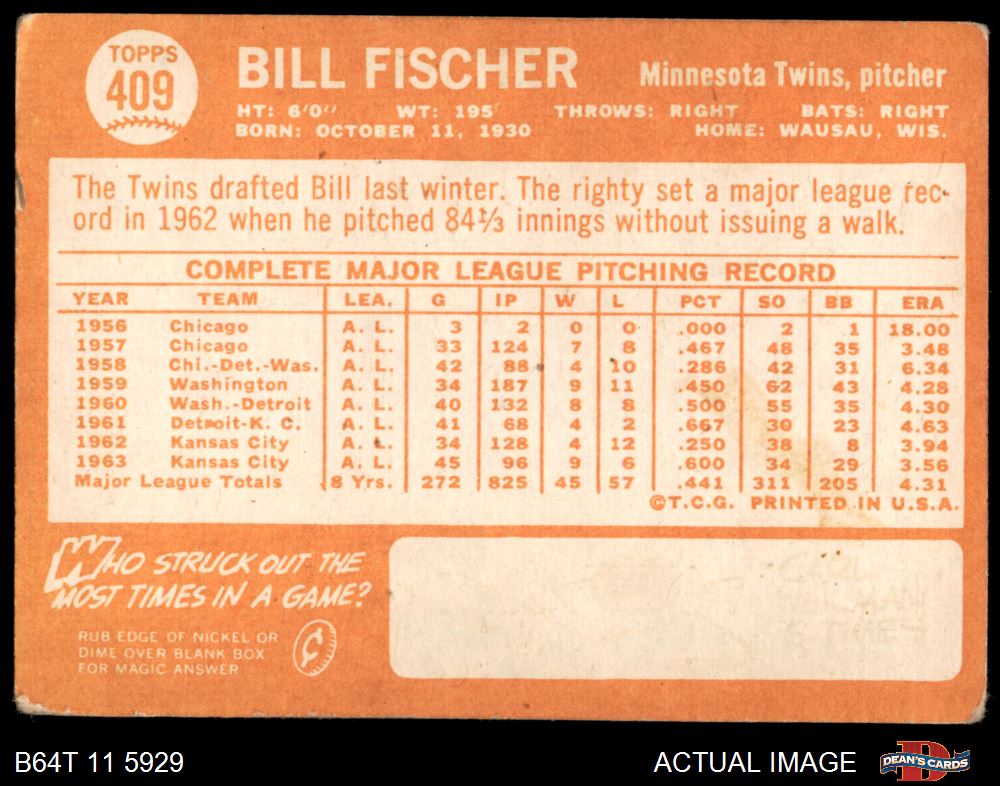 TOPPS
409
BILL FISCHER
Minnesota Twins, pitcher
HT: 6'0" WT: 195 THROWS: RIGHT BATS: RIGHT
BORN: OCTOBER 11, 1930 HOME: WAUSAU, WIS.
The Twins drafted Bill last winter. The righty set a major league rec-
ord in 1962 when he pitched 84⅓ innings without issuing a walk.
COMPLETE MAJOR LEAGUE PITCHING RECORD
YEAR TEAM LEA. G IP W L PCT SO BB ERA
1956 Chicago A. L. 3 2 0 0 .000 2 1 18.00
1957 Chicago A. L. 33 124 7 8 .467 48 35 3.48
1958 Chi.-Det.-Was. A. L. 42 88 4 10 .286 42 31 6.34
1959 Washington A. L. 34 187 9 11 .450 62 43 4.28
1960 Wash.-Detroit A. L. 40 132 8 8 .500 55 35 4.30
1961 Detroit-K. C. A. L. 41 68 4 2 .667 30 23 4.63
1962 Kansas City A. L. 34 128 4 12 .250 38 8 3.94
1963 Kansas City A. L. 45 96 9 6 .600 34 29 3.56
Major League Totals 8 Yrs. 272 825 45 57 .441 311 205 4.31
©T.C.G. PRINTED IN U.S.A.
WHO STRUCK OUT THE
MOST TIMES IN A GAME?
RUB EDGE OF NICKEL OR
DIME OVER BLANK BOX
FOR MAGIC ANSWER
B64T 11 5929
ACTUAL IMAGE
DEAN'S CARDS